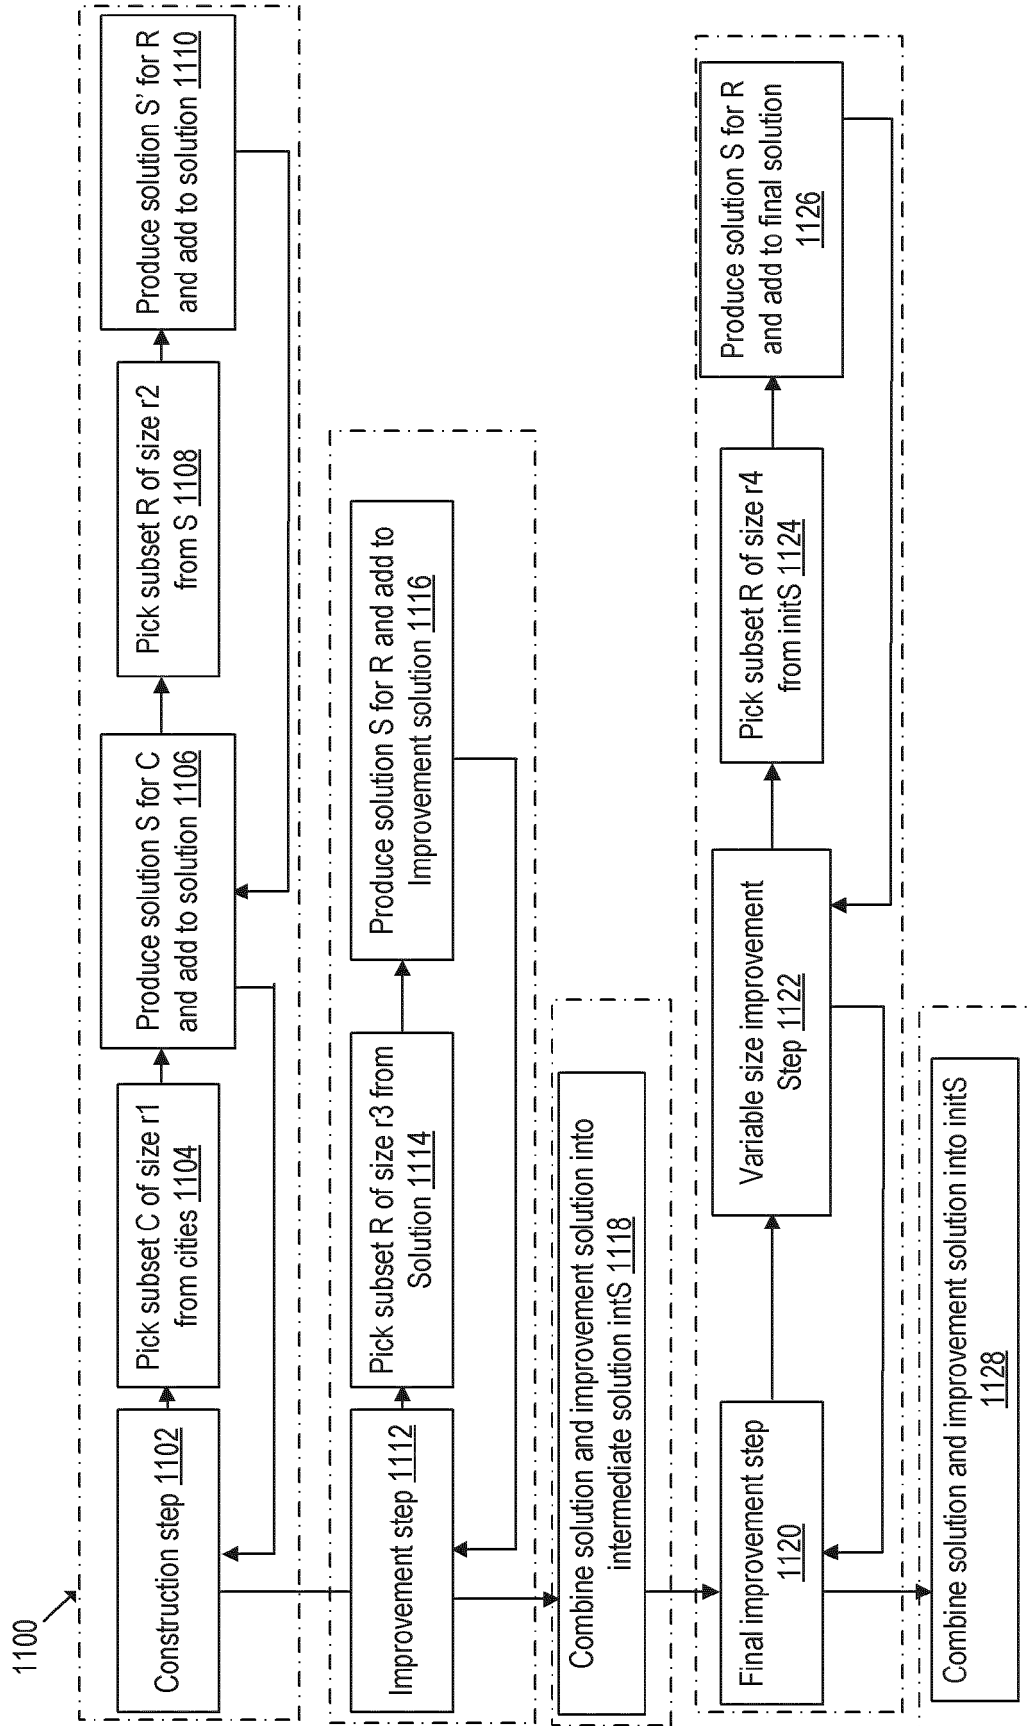 1100
Construction step 1102
Pick subset C of size r1
from cities 1104
Produce solution S for C
and add to solution 1106
Pick subset R of size r2
from S 1108
Produce solution S' for R
and add to solution 1110
Improvement step 1112
Pick subset R of size r3 from
Solution 1114
Produce solution S for R and add to
Improvement solution 1116
Combine solution and improvement solution into
intermediate solution intS 1118
Final improvement step
1120
Variable size improvement
Step 1122
Pick subset R of size r4
from initS 1124
Produce solution S for R
and add to final solution
1126
Combine solution and improvement solution into initS
1128